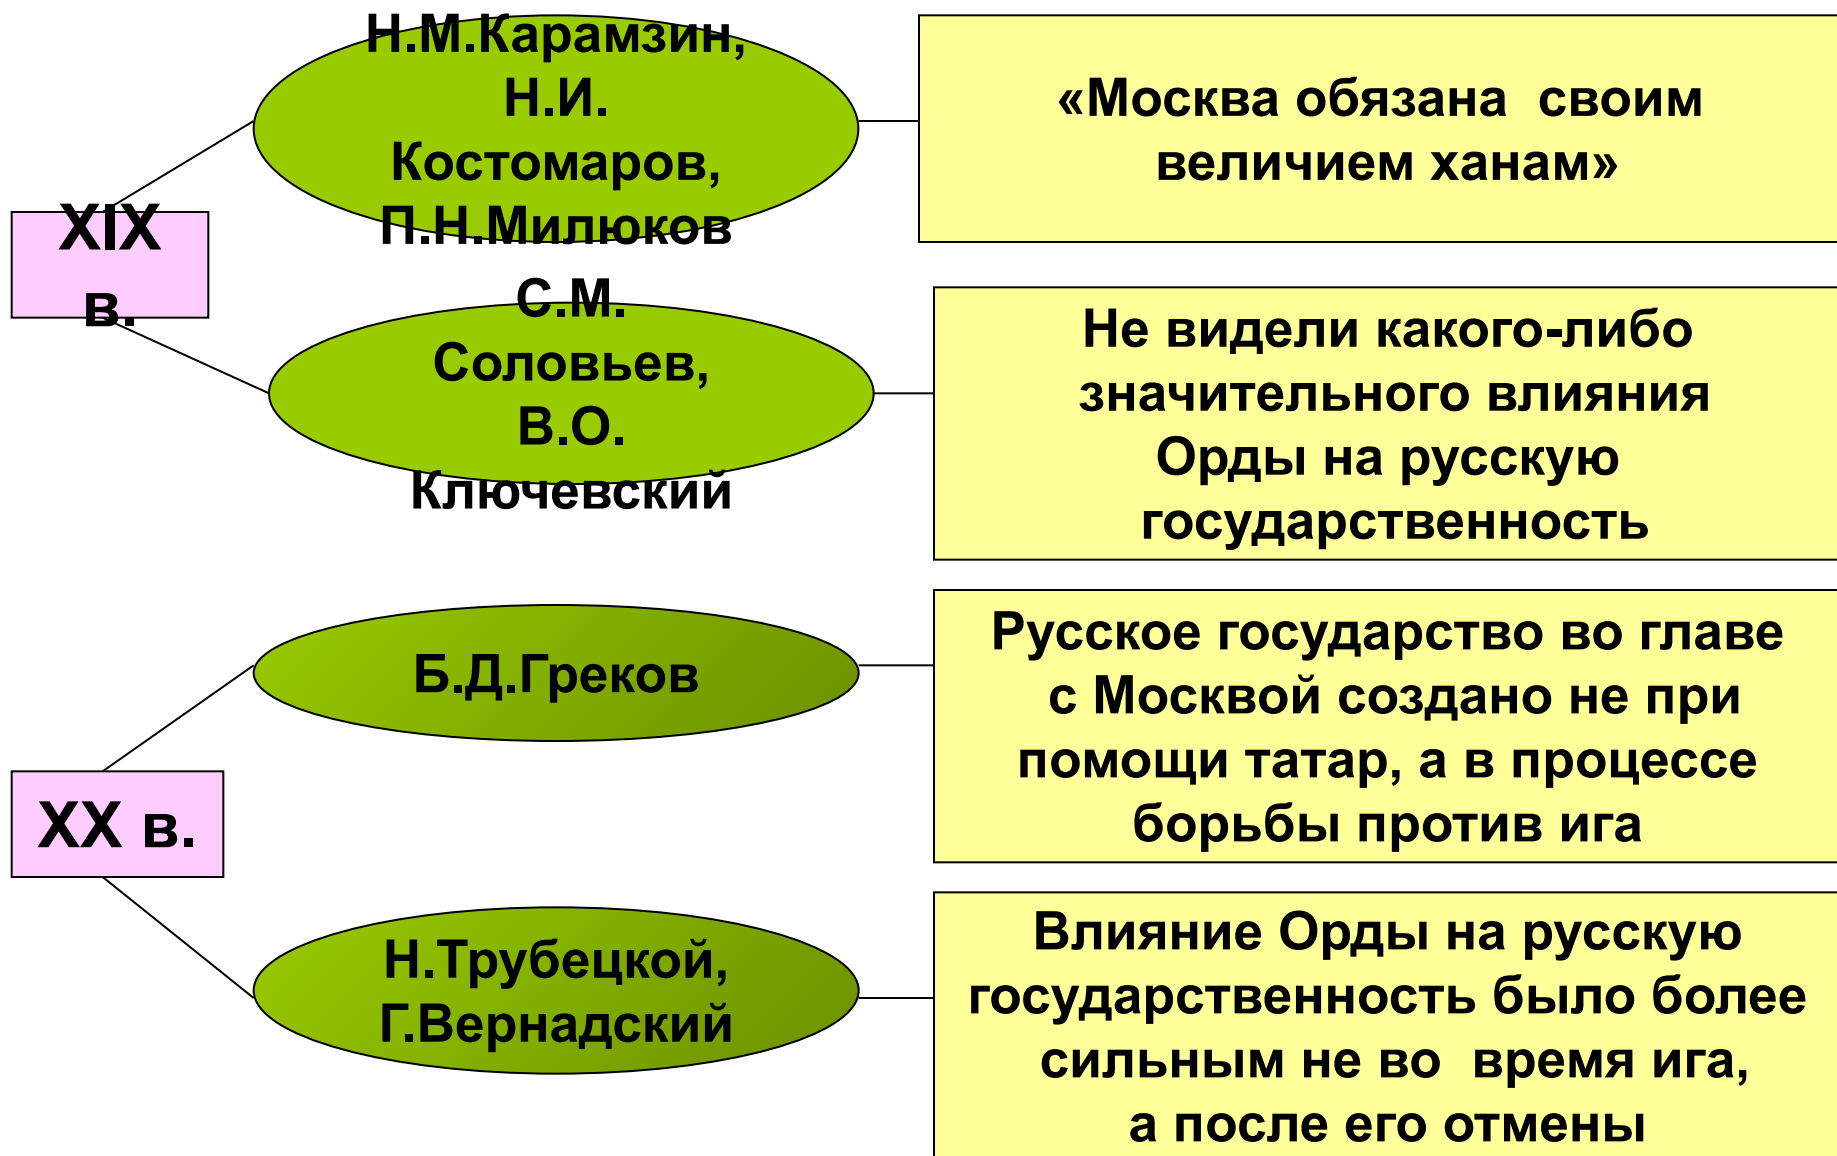 XIX
в.
Н.М.Карамзин,
Н.И.
Костомаров,
П.Н.Милюков
«Москва обязана своим
величием ханам»
С.М.
Соловьев,
В.О.
Ключевский
Не видели какого-либо
значительного влияния
Орды на русскую
государственность
XX в.
Б.Д.Греков
Русское государство во главе
с Москвой создано не при
помощи татар, а в процессе
борьбы против ига
Н.Трубецкой,
Г.Вернадский
Влияние Орды на русскую
государственность было более
сильным не во время ига,
а после его отмены